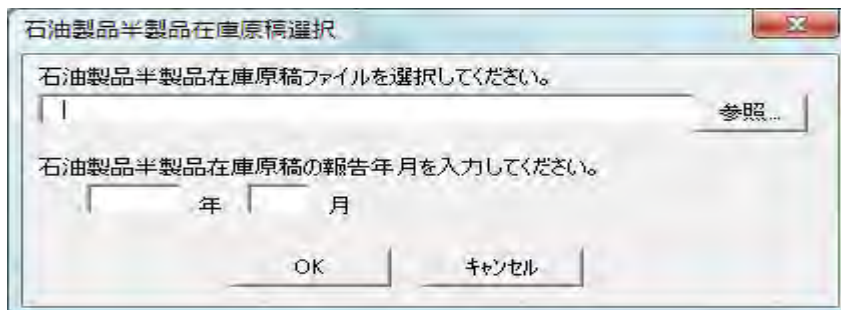 石油製品半製品在庫原稿選択
石油製品半製品在庫原稿ファイルを選択してください。
参照...
石油製品半製品在庫原稿の報告年月を入力してください。
年 月
OK キャンセル